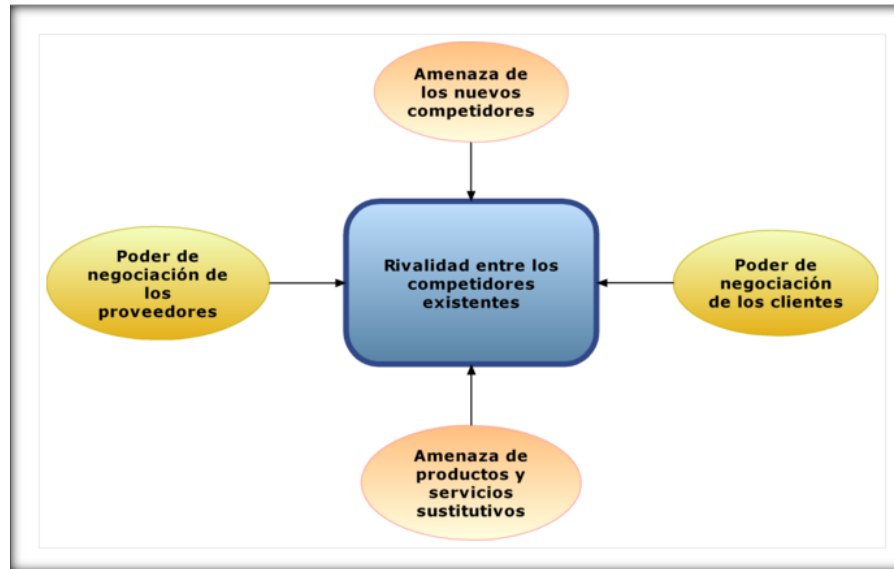 Amenaza de
los nuevos
competidores
Poder de
negociación de
los
proveedores
Rivalidad entre los
competidores
existentes
Poder de
negociación
de los clientes
Amenaza de
productos y
servicios
sustitutivos